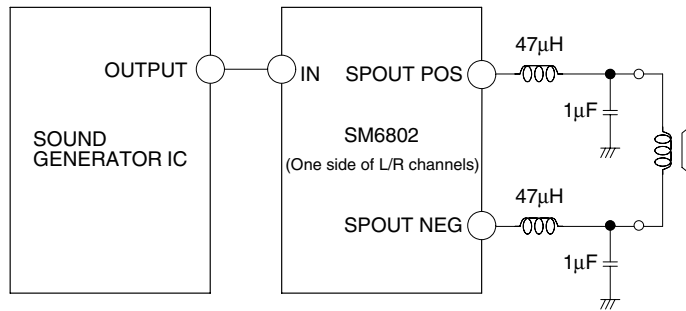 47μH
OUTPUT
IN
SPOUT POS
1μF
SOUND
GENERATOR IC
SM6802
(One side of L/R channels)
47μH
SPOUT NEG
1μF